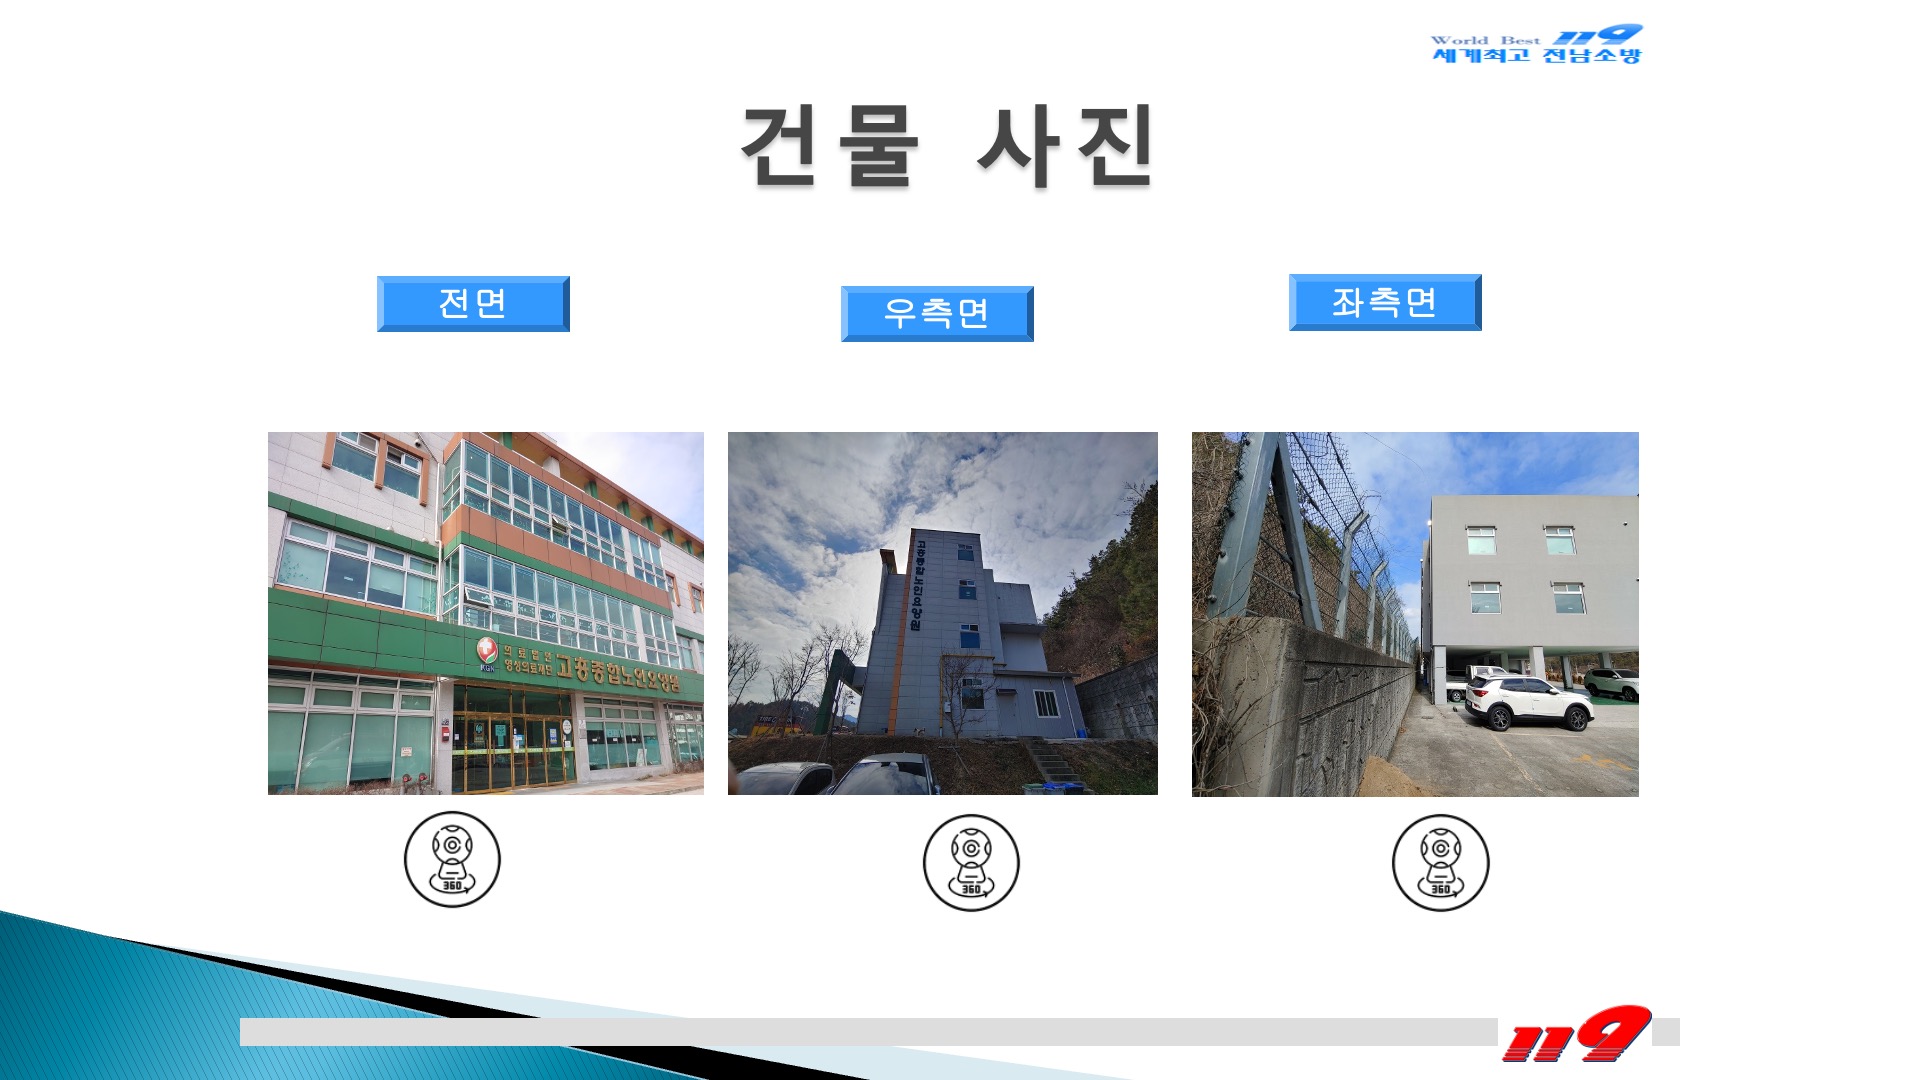 World Best 119
세계최고 전남소방
건물 사진
전면
우측면
좌측면
의료법인
영성의료재단 고흥종합노인요양원
KGN
고흥종합노인요양원
360
360
360
119